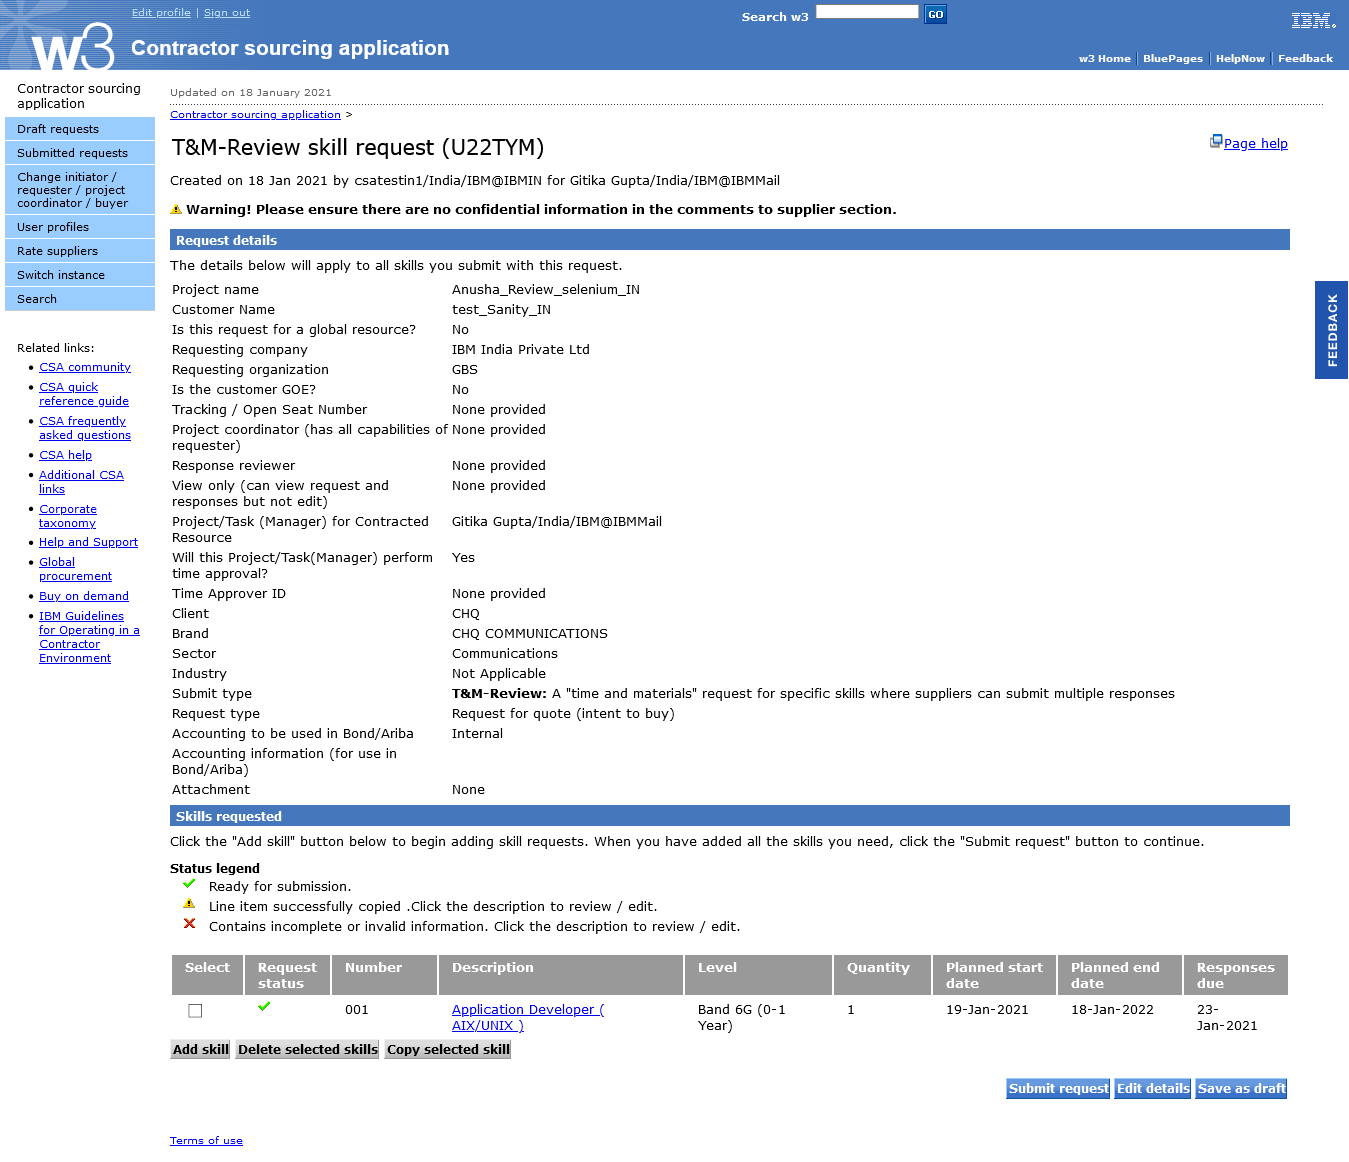 Edit profile | Sign out
Search w3 GO
IBM.
w3 Contractor sourcing application
w3 Home | BluePages | HelpNow | Feedback
Contractor sourcing
application
Draft requests
Submitted requests
Change initiator /
requester / project
coordinator / buyer
User profiles
Rate suppliers
Switch instance
Search
Related links:
CSA community
CSA quick
reference guide
CSA frequently
asked questions
CSA help
Additional CSA
links
Corporate
taxonomy
Help and Support
Global
procurement
Buy on demand
IBM Guidelines
for Operating in a
Contractor
Environment
Updated on 18 January 2021
Contractor sourcing application >
T&M-Review skill request (U22TYM)
Page help
Created on 18 Jan 2021 by csatestin1/India/IBM@IBMIN for Gitika Gupta/India/IBM@IBMMail
Warning! Please ensure there are no confidential information in the comments to supplier section.
Request details
The details below will apply to all skills you submit with this request.
Project name Anusha_Review_selenium_IN
Customer Name test_Sanity_IN
Is this request for a global resource? No
Requesting company IBM India Private Ltd
Requesting organization GBS
Is the customer GOE? No
Tracking / Open Seat Number None provided
Project coordinator (has all capabilities of None provided
requester)
Response reviewer None provided
View only (can view request and None provided
responses but not edit)
Project/Task (Manager) for Contracted Gitika Gupta/India/IBM@IBMMail
Resource
Will this Project/Task(Manager) perform Yes
time approval?
Time Approver ID None provided
Client CHQ
Brand CHQ COMMUNICATIONS
Sector Communications
Industry Not Applicable
Submit type T&M-Review: A "time and materials" request for specific skills where suppliers can submit multiple responses
Request type Request for quote (intent to buy)
Accounting to be used in Bond/Ariba Internal
Accounting information (for use in
Bond/Ariba)
Attachment None
FEEDBACK
Skills requested
Click the "Add skill" button below to begin adding skill requests. When you have added all the skills you need, click the "Submit request" button to continue.
Status legend
Ready for submission.
Line item successfully copied .Click the description to review / edit.
Contains incomplete or invalid information. Click the description to review / edit.
Select Request Number Description Level Quantity Planned start Planned end Responses
status date date due
001 Application Developer ( Band 6G (0-1 1 19-Jan-2021 18-Jan-2022 23-
AIX/UNIX ) Year) Jan-2021
Add skill Delete selected skills Copy selected skill
Submit request Edit details Save as draft
Terms of use